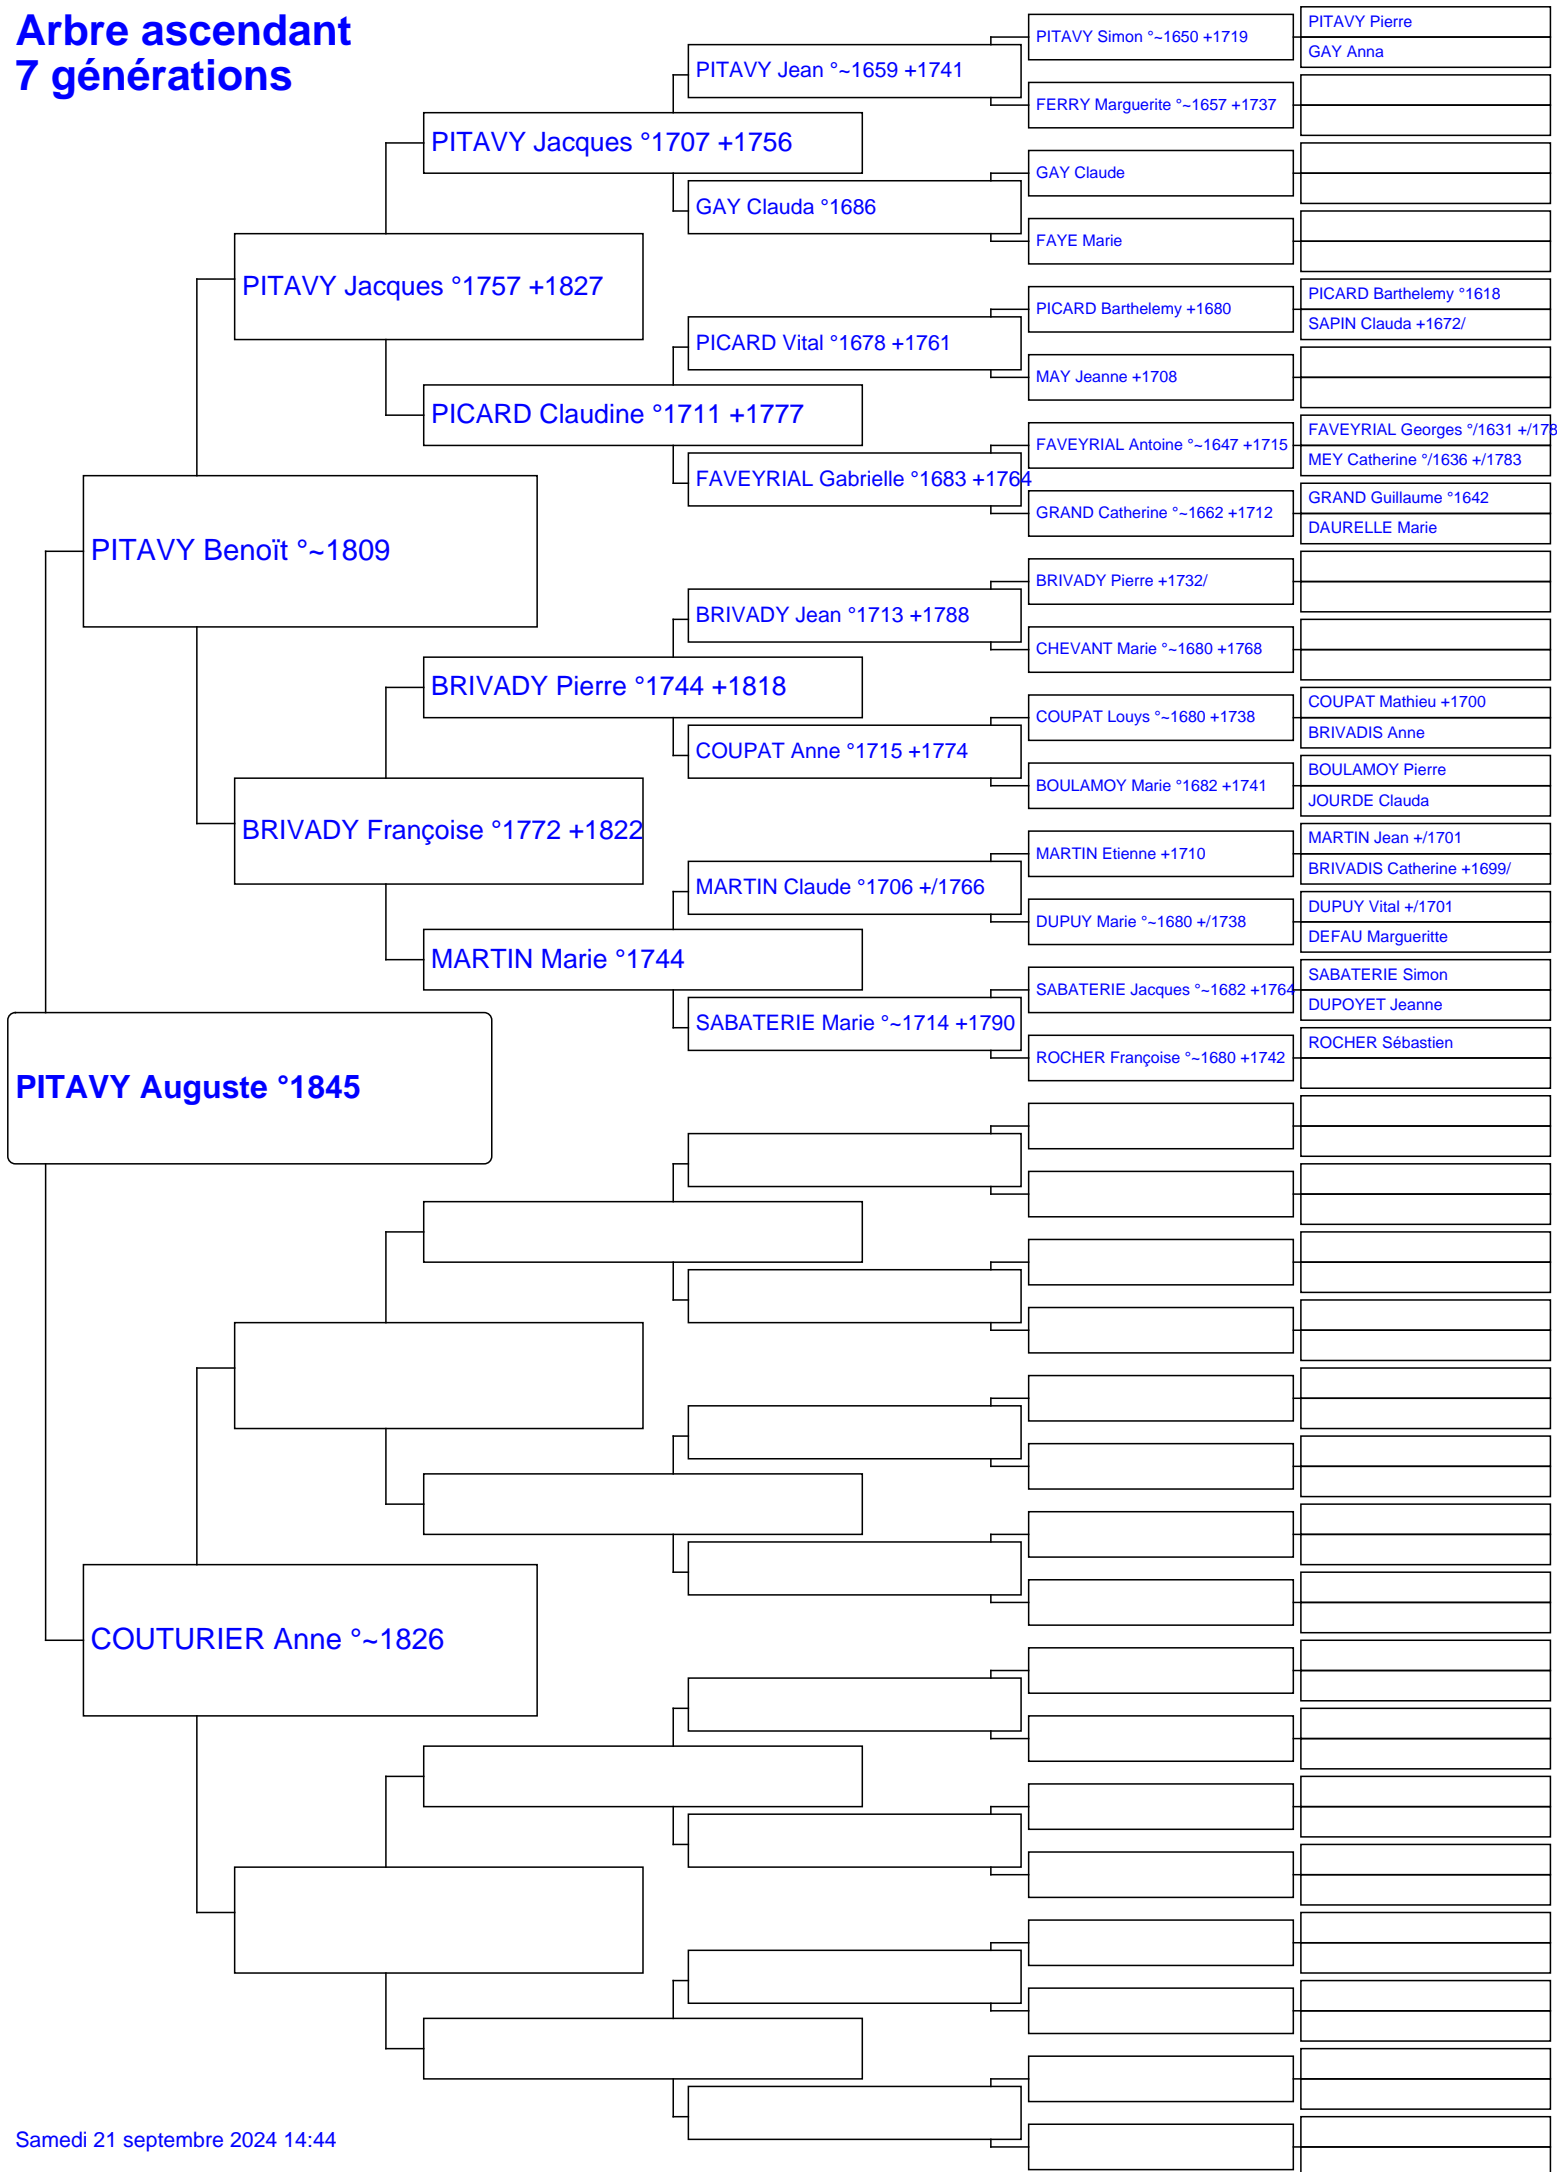 Arbre ascendant
7 générations
PITAVY Auguste °1845
PITAVY Benoït °~1809
COUTURIER Anne °~1826
PITAVY Jacques °1757 +1827
BRIVADY Françoise °1772 +1822
PITAVY Jacques °1707 +1756
PICARD Claudine °1711 +1777
BRIVADY Pierre °1744 +1818
MARTIN Marie °1744
PITAVY Jean °~1659 +1741
GAY Clauda °1686
PICARD Vital °1678 +1761
FAVEYRIAL Gabrielle °1683 +1764
BRIVADY Jean °1713 +1788
COUPAT Anne °1715 +1774
MARTIN Claude °1706 +/1766
SABATERIE Marie °~1714 +1790
PITAVY Simon °~1650 +1719
FERRY Marguerite °~1657 +1737
GAY Claude
FAYE Marie
PICARD Barthelemy +1680
MAY Jeanne +1708
FAVEYRIAL Antoine °~1647 +1715
GRAND Catherine °~1662 +1712
BRIVADY Pierre +1732/
CHEVANT Marie °~1680 +1768
COUPAT Louys °~1680 +1738
BOULAMOY Marie °1682 +1741
MARTIN Etienne +1710
DUPUY Marie °~1680 +/1738
SABATERIE Jacques °~1682 +1764
ROCHER Françoise °~1680 +1742
PITAVY Pierre
GAY Anna
PICARD Barthelemy °1618
SAPIN Clauda +1672/
FAVEYRIAL Georges °/1631 +/178
MEY Catherine °/1636 +/1783
GRAND Guillaume °1642
DAURELLE Marie
COUPAT Mathieu +1700
BRIVADIS Anne
BOULAMOY Pierre
JOURDE Clauda
MARTIN Jean +/1701
BRIVADIS Catherine +1699/
DUPUY Vital +/1701
DEFAU Margueritte
SABATERIE Simon
DUPOYET Jeanne
ROCHER Sébastien
Samedi 21 septembre 2024 14:44